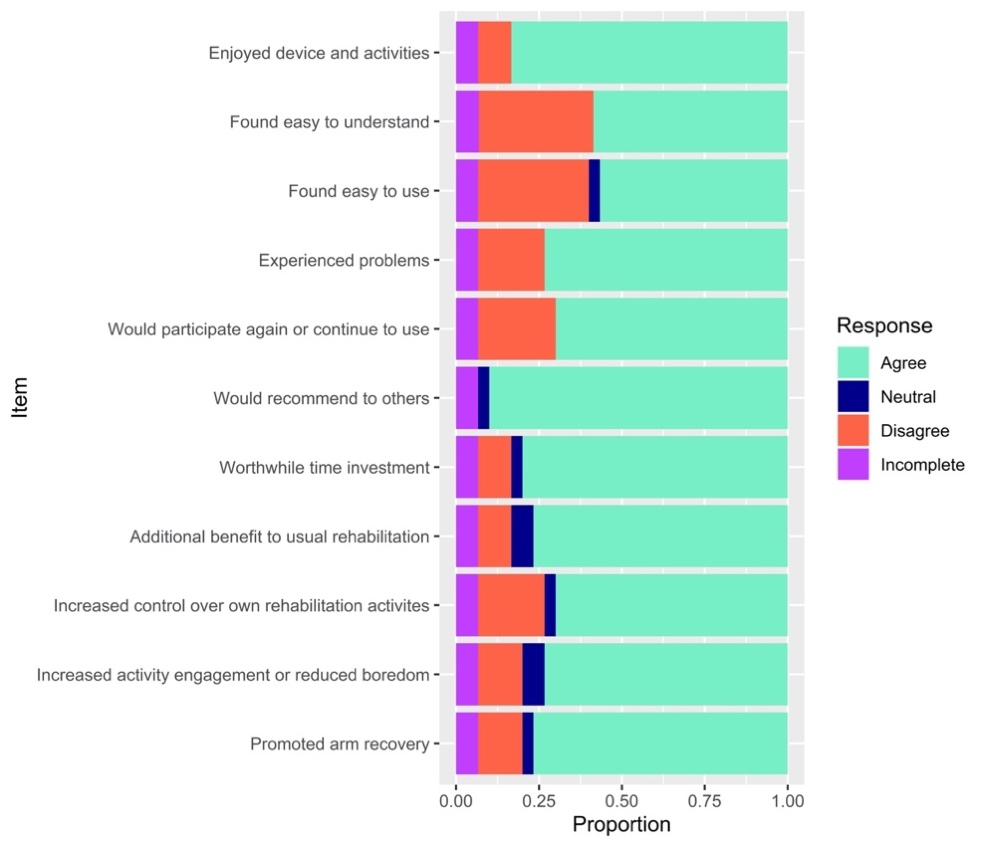 Enjoyed device and activities
Found easy to understand
Found easy to use
Experienced problems
Would participate again or continue to use
Would recommend to others
Worthwhile time investment
Additional benefit to usual rehabilitation
Increased control over own rehabilitation activites
Increased activity engagement or reduced boredom
Promoted arm recovery
Item
0.00 0.25 0.50 0.75 1.00
Proportion
Response
Agree
Neutral
Disagree
Incomplete